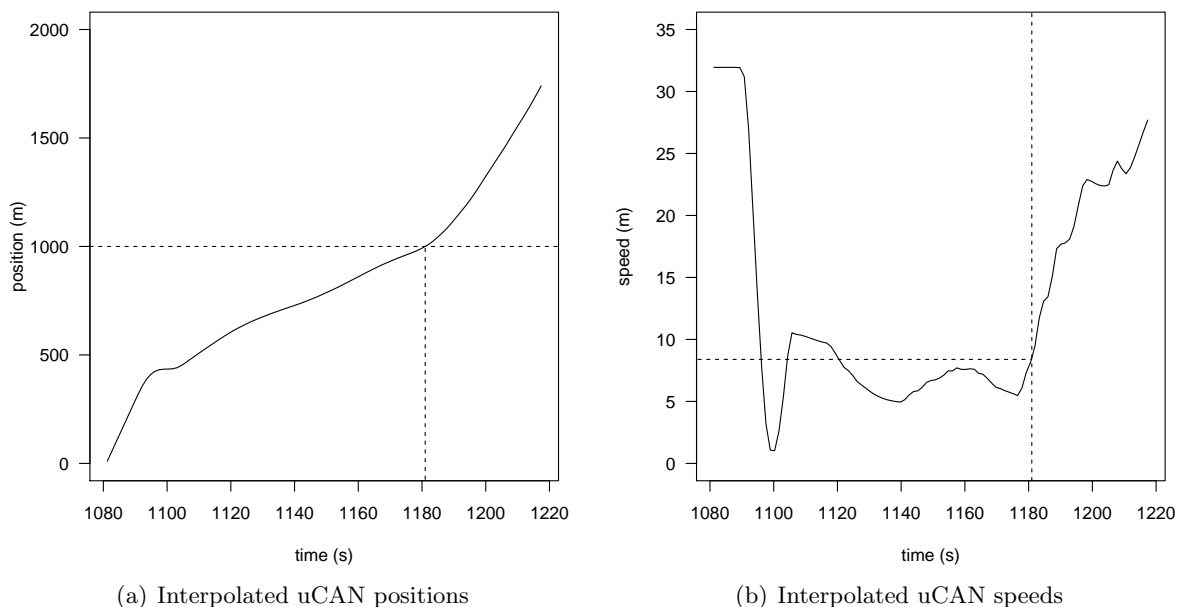 2000
1500
1000
500
0
position (m)
1080 1100 1120 1140 1160 1180 1200 1220
time (s)
(a) Interpolated uCAN positions
35
30
25
20
15
10
5
0
speed (m)
1080 1100 1120 1140 1160 1180 1200 1220
time (s)
(b) Interpolated uCAN speeds